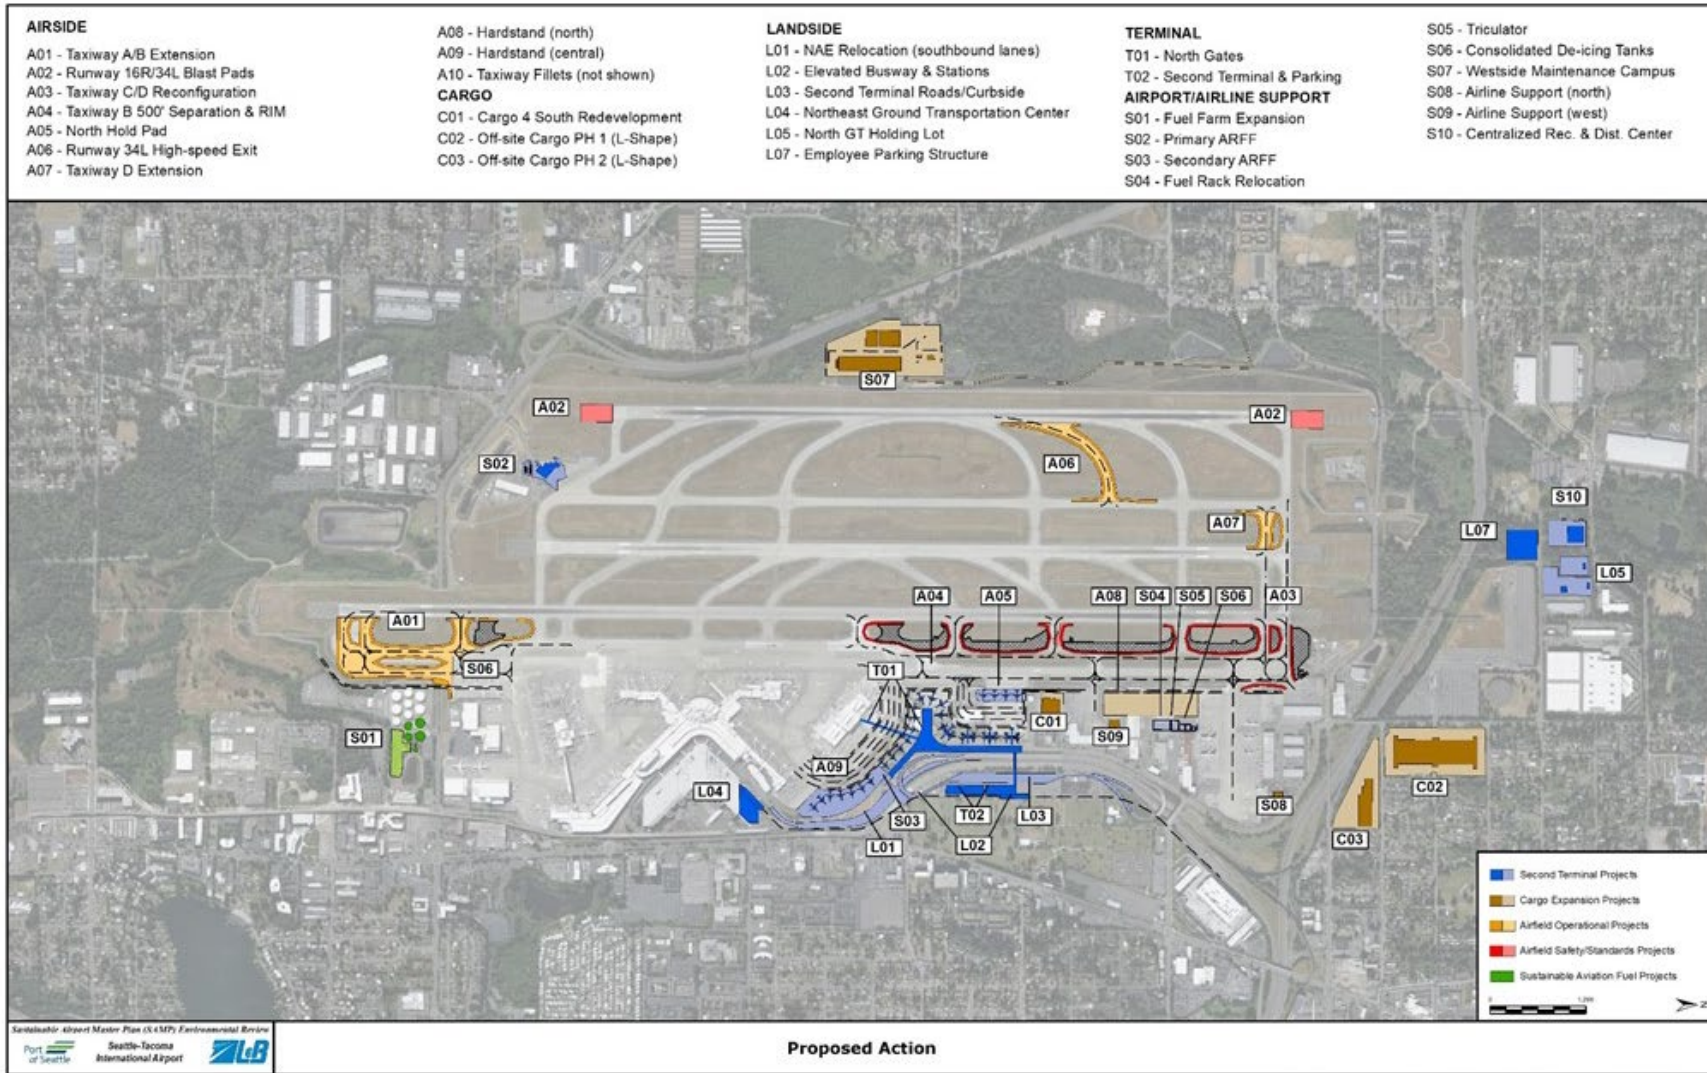 AIRSIDE
A01 - Taxiway A/B Extension
A02 - Runway 16R/34L Blast Pads
A03 - Taxiway C/D Reconfiguration
A04 - Taxiway B 500' Separation & RIM
A05 - North Hold Pad
A06 - Runway 34L High-speed Exit
A07 - Taxiway D Extension
A08 - Hardstand (north)
A09 - Hardstand (central)
A10 - Taxiway Fillets (not shown)
CARGO
C01 - Cargo 4 South Redevelopment
C02 - Off-site Cargo PH 1 (L-Shape)
C03 - Off-site Cargo PH 2 (L-Shape)
LANDSIDE
L01 - NAE Relocation (southbound lanes)
L02 - Elevated Busway & Stations
L03 - Second Terminal Roads/Curbside
L04 - Northeast Ground Transportation Center
L05 - North GT Holding Lot
L07 - Employee Parking Structure
TERMINAL
T01 - North Gates
T02 - Second Terminal & Parking
AIRPORT/AIRLINE SUPPORT
S01 - Fuel Farm Expansion
S02 - Primary ARFF
S03 - Secondary ARFF
S04 - Fuel Rack Relocation
S05 - Triculator
S06 - Consolidated De-icing Tanks
S07 - Westside Maintenance Campus
S08 - Airline Support (north)
S09 - Airline Support (west)
S10 - Centralized Rec. & Dist. Center
S07
A02
A02
S02
A06
S10
A07
L07
L05
A04
A05
A08
S04
S05
S06
A03
A01
S06
T01
C01
S09
S01
A09
L04
C02
S08
S03
T02
L03
L01
L02
C03
Second Terminal Projects
Cargo Expansion Projects
Airfield Operational Projects
Airfield Safety/Standards Projects
Sustainable Aviation Fuel Projects
0
Sustainable Airport Master Plan (SAMP) Environmental Review
Port of Seattle
Seattle-Tacoma
International Airport
L&B
Proposed Action